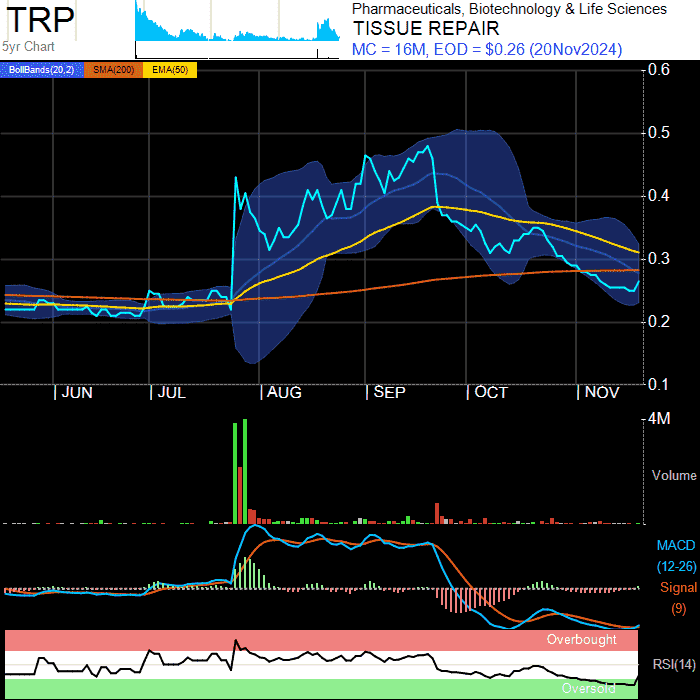 TRP
5yr Chart
Pharmaceuticals, Biotechnology & Life Sciences
TISSUE REPAIR
MC = 16M, EOD = $0.26 (20Nov2024)
BollBands(20,2) SMA(200) EMA(50)
0.6
0.5
0.4
0.3
0.2
0.1
JUN JUL AUG SEP OCT NOV
4M
Volume
MACD
(12-26)
Signal
(9)
Overbought
RSI(14)
Oversold